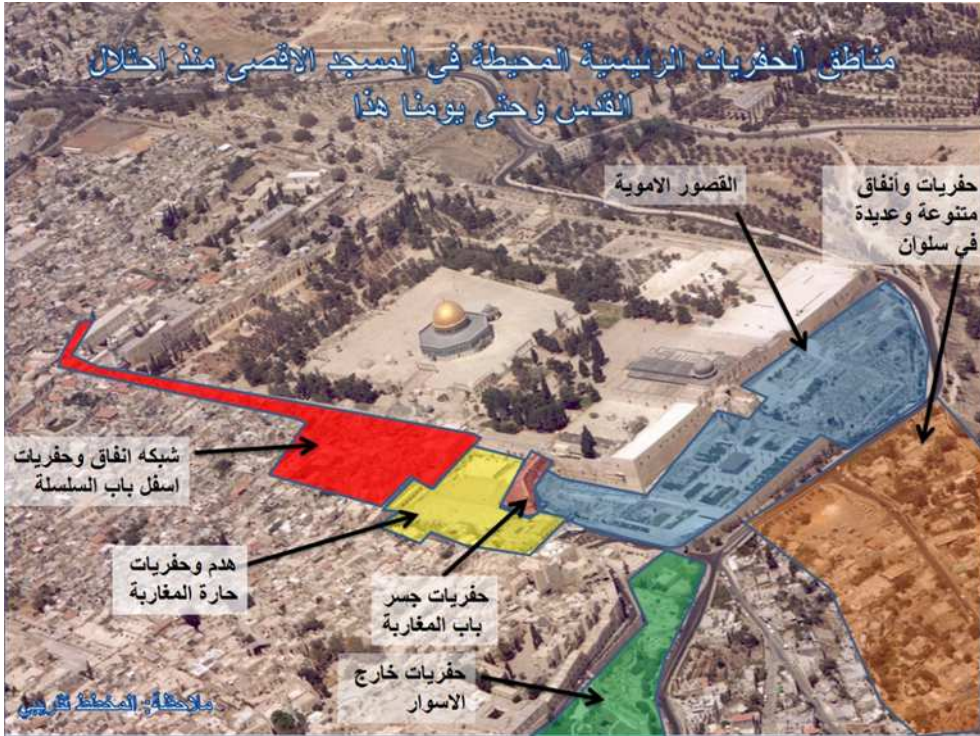 مناطق الحفريات الرئيسية المحيطة في المسجد الاقصى منذ احتلال
القدس وحتى يومنا هذا
حفريات وأنفاق
متنوعة وعديدة
في سلوان
القصور الاموية
شبكه انفاق وحفريات
اسفل باب السلسلة
هدم وحفريات
حارة المغاربة
حفريات جسر
باب المغاربة
حفريات خارج
الاسوار
ملاحظة: المخطط تقريبي